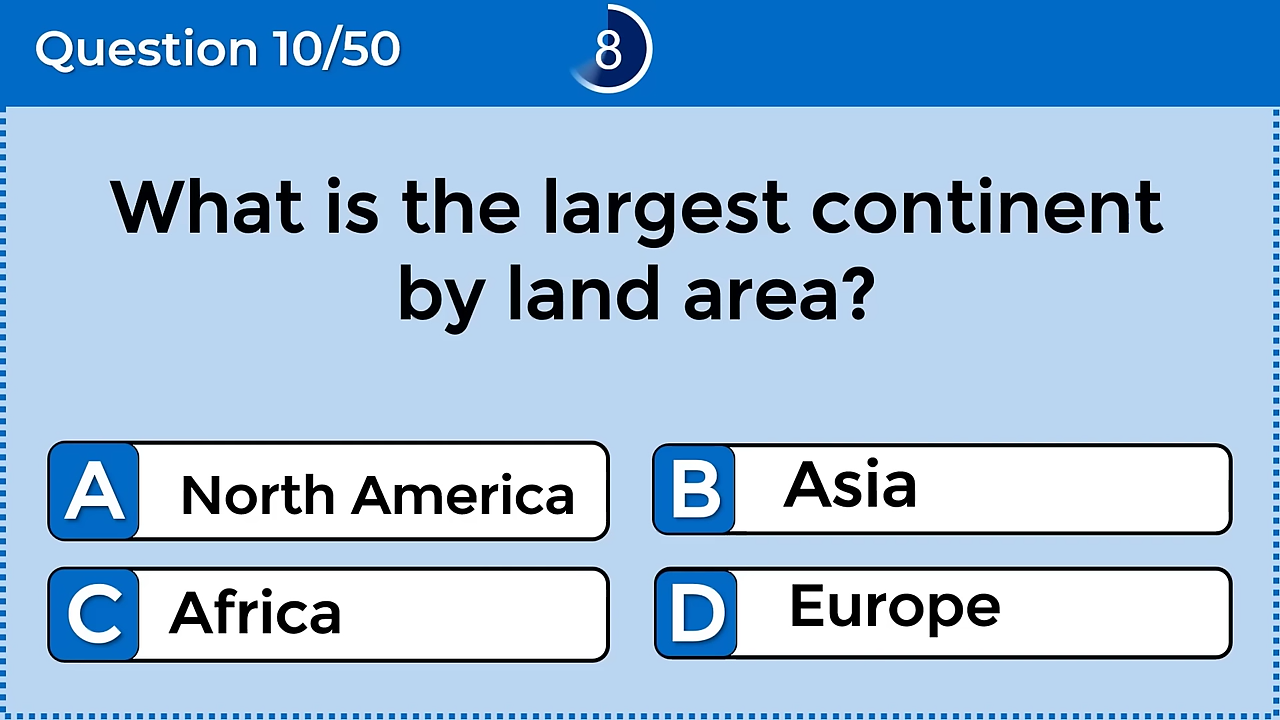 Question 10/50
8
What is the largest continent
by land area?
A North America
B Asia
C Africa
D Europe